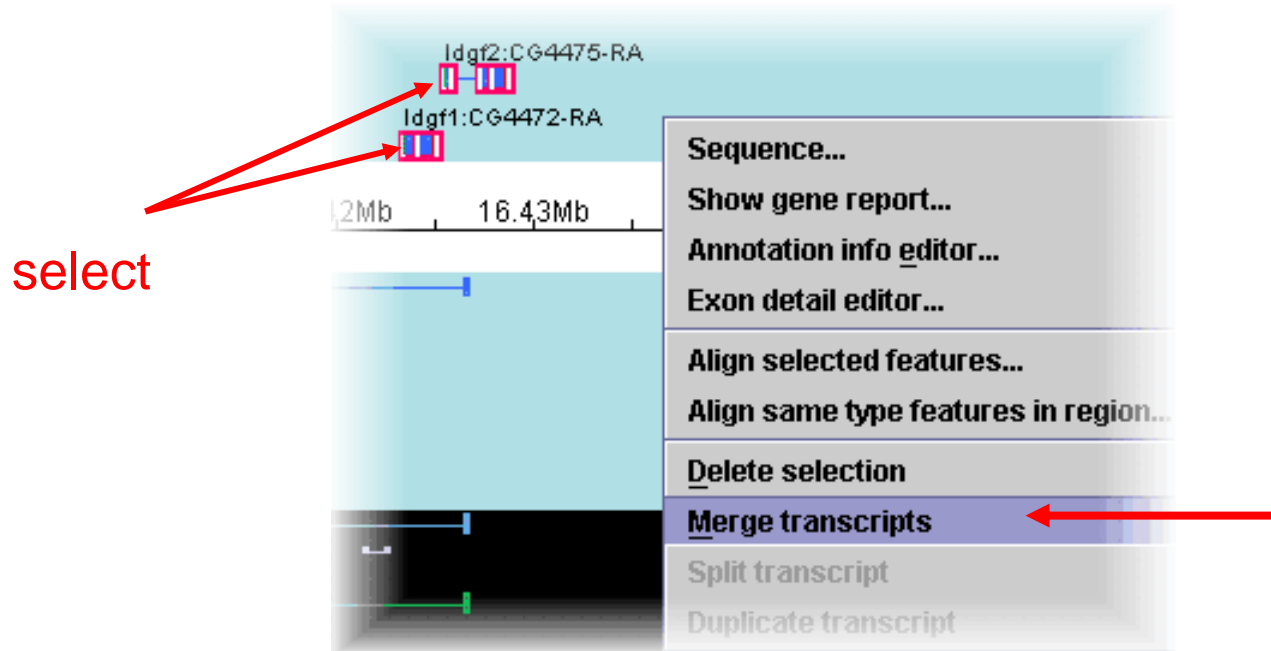 Idgf2:CG4475-RA
Idgf1:CG4472-RA
select
,2Mb
16.43Mb
Sequence...
Show gene report...
Annotation info editor...
Exon detail editor...
Align selected features...
Align same type features in region...
Delete selection
Merge transcripts
Split transcript
Duplicate transcript